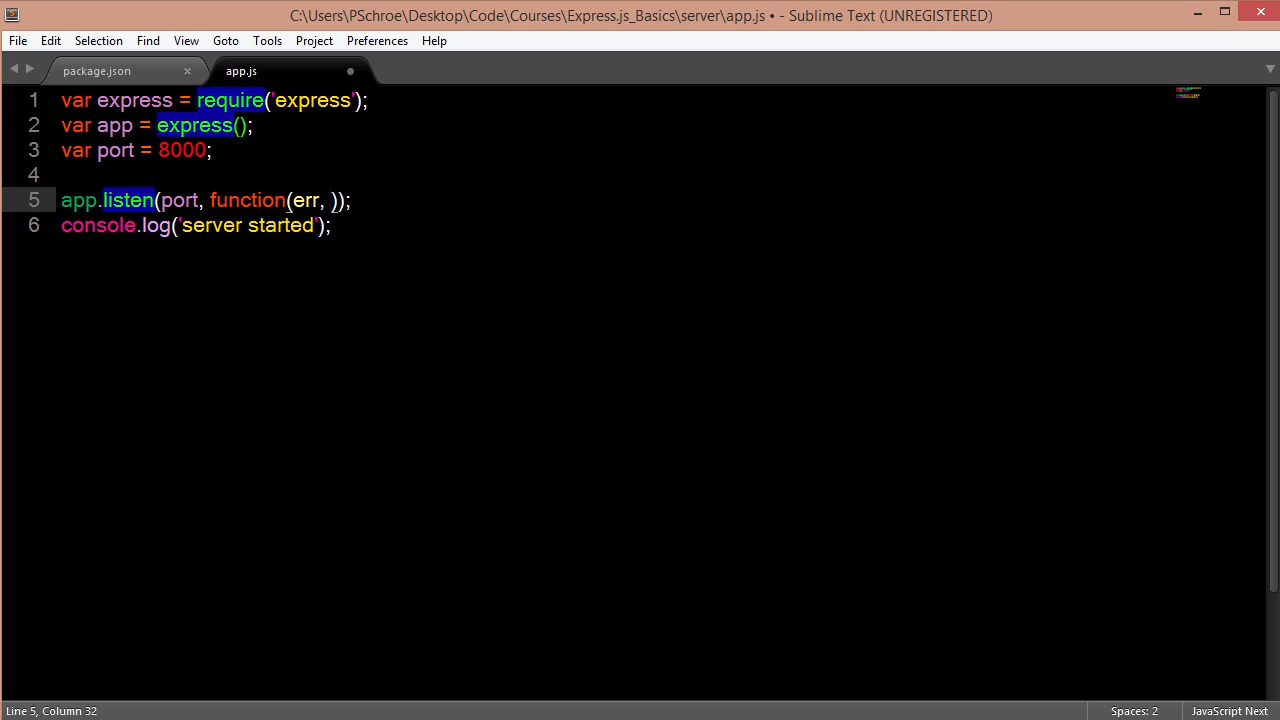 C:\Users\PSchroe\Desktop\Code\Courses\Express.js_Basics\server\app.js • - Sublime Text (UNREGISTERED)
File Edit Selection Find View Goto Tools Project Preferences Help
package.json × app.js
1 var express = require('express');
2 var app = express();
3 var port = 8000;
4
5 app.listen(port, function(err, ));
6 console.log('server started');
Line 5, Column 32 Spaces: 2 JavaScript Next